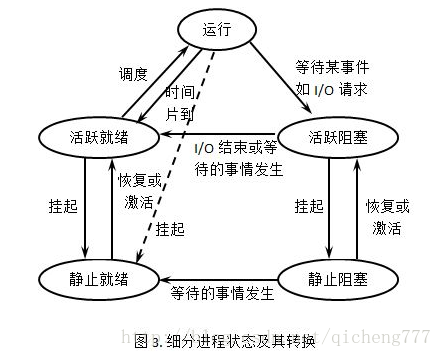 运行
调度
时间
片到
等待某事件
如 I/O 请求
活跃就绪
活跃阻塞
I/O 结束或等
待的事情发生
挂起
恢复或
激活
挂起
挂起
恢复或
激活
静止就绪
静止阻塞
等待的事情发生
图 3. 细分进程状态及其转换